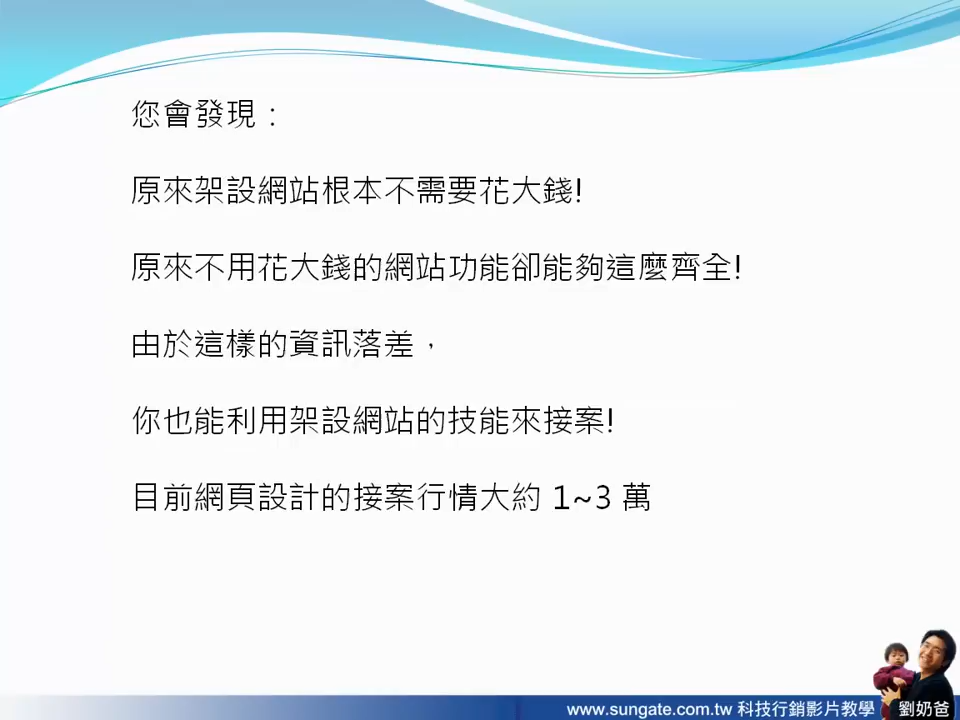 您會發現：
原來架設網站根本不需要花大錢!
原來不用花大錢的網站功能卻能夠這麼齊全!
由於這樣的資訊落差，
你也能利用架設網站的技能來接案!
目前網頁設計的接案行情大約 1~3 萬
www.sungate.com.tw 科技行銷影片教學 劉奶爸